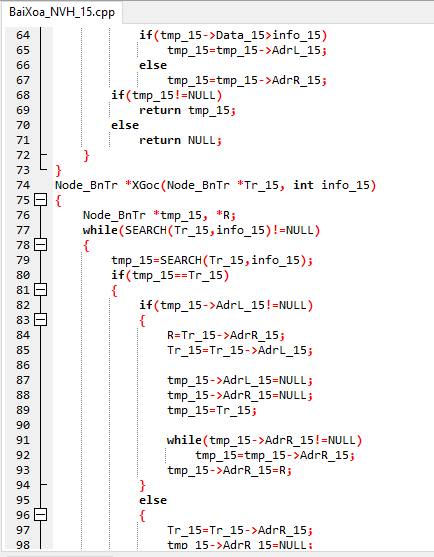 BaiXoa_NVH_15.cpp
64 if(tmp_15->Data_15>info_15)
65 tmp_15=tmp_15->AdrL_15;
66 else
67 tmp_15=tmp_15->AdrR_15;
68 if(tmp_15!=NULL)
69 return tmp_15;
70 else
71 return NULL;
72 }
73 }
74 Node_BnTr *XGoc(Node_BnTr *Tr_15, int info_15)
75 {
76 Node_BnTr *tmp_15, *R;
77 while(SEARCH(Tr_15,info_15)!=NULL)
78 {
79 tmp_15=SEARCH(Tr_15,info_15);
80 if(tmp_15==Tr_15)
81 {
82 if(tmp_15->AdrL_15!=NULL)
83 {
84 R=Tr_15->AdrR_15;
85 Tr_15=Tr_15->AdrL_15;
86
87 tmp_15->AdrL_15=NULL;
88 tmp_15->AdrR_15=NULL;
89 tmp_15=Tr_15;
90
91 while(tmp_15->AdrR_15!=NULL)
92 tmp_15=tmp_15->AdrR_15;
93 tmp_15->AdrR_15=R;
94 }
95 else
96 {
97 Tr_15=Tr_15->AdrR_15;
98 tmp_15->AdrR_15=NULL;